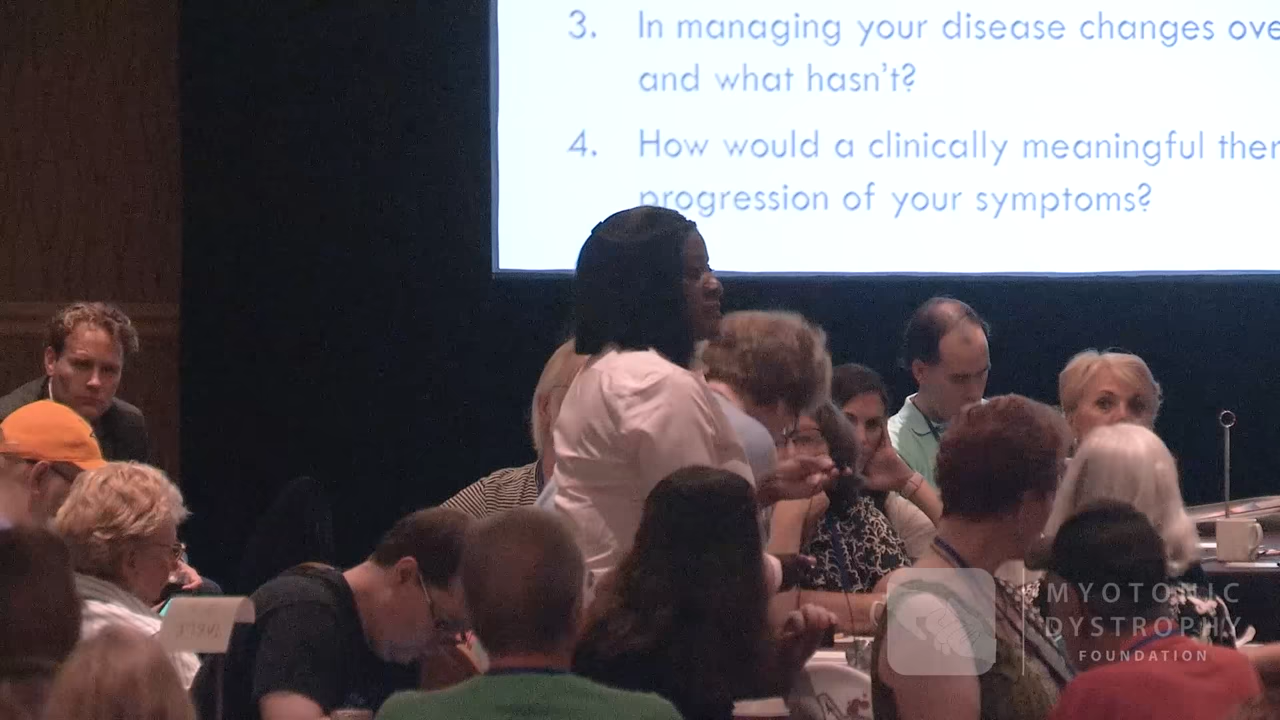 3. In managing your disease changes ove
and what hasn't?
4. How would a clinically meaningful ther
progression of your symptoms?
MYOTONIC
DYSTROPHY
FOUNDATION